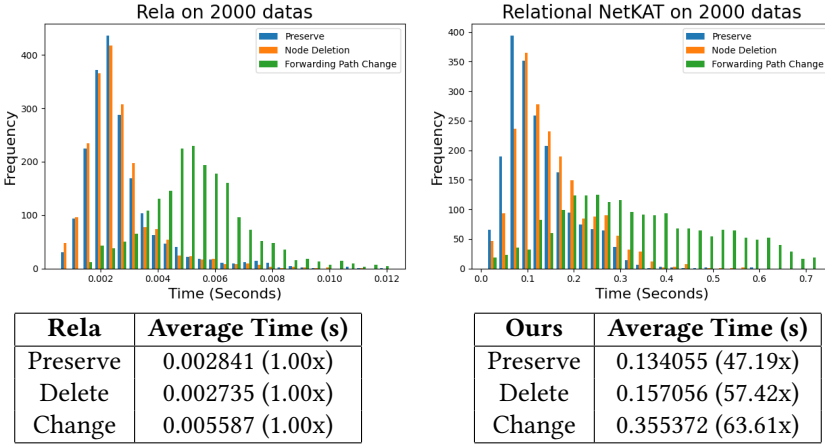 Rela on 2000 datas
Frequency
400
300
200
100
0
Preserve
Node Deletion
Forwarding Path Change
0.002 0.004 0.006 0.008 0.010 0.012
Time (Seconds)
Relational NetKAT on 2000 datas
Frequency
400
350
300
250
200
150
100
50
0
Preserve
Node Deletion
Forwarding Path Change
0.0 0.1 0.2 0.3 0.4 0.5 0.6 0.7
Time (Seconds)
Rela Average Time (s)
Preserve 0.002841 (1.00x)
Delete 0.002735 (1.00x)
Change 0.005587 (1.00x)
Ours Average Time (s)
Preserve 0.134055 (47.19x)
Delete 0.157056 (57.42x)
Change 0.355372 (63.61x)